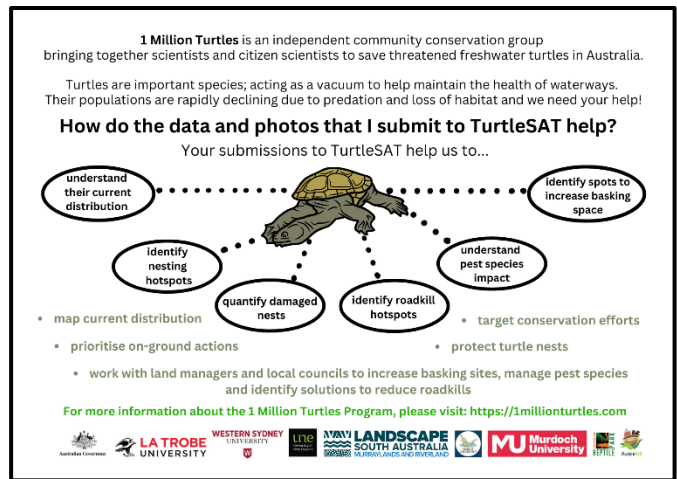 1 Million Turtles is an independent community conservation group
bringing together scientists and citizen scientists to save threatened freshwater turtles in Australia.
Turtles are important species; acting as a vacuum to help maintain the health of waterways.
Their populations are rapidly declining due to predation and loss of habitat and we need your help!
How do the data and photos that I submit to TurtleSAT help?
Your submissions to TurtleSAT help us to...
understand
their current
distribution
identify spots to
increase basking
space
identify
nesting
hotspots
understand
pest species
impact
quantify damaged
nests
identify roadkill
hotspots
• map current distribution
• target conservation efforts
• prioritise on-ground actions
• protect turtle nests
• work with land managers and local councils to increase basking sites, manage pest species
and identify solutions to reduce roadkills
For more information about the 1 Million Turtles Program, please visit: https://1millionturtles.com
Australian Government
LA TROBE
UNIVERSITY
WESTERN SYDNEY
UNIVERSITY
W
une
LANDSCAPE
SOUTH AUSTRALIA
MURRAYLANDS AND RIVERLAND
MU
Murdoch
University
REPTILE
PARK